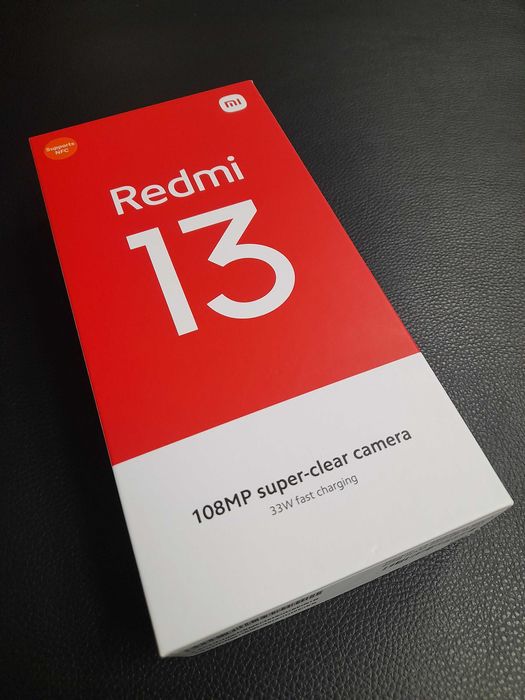 mi
Supports
NFC
Redmi
13
108MP super-clear camera
33W fast charging